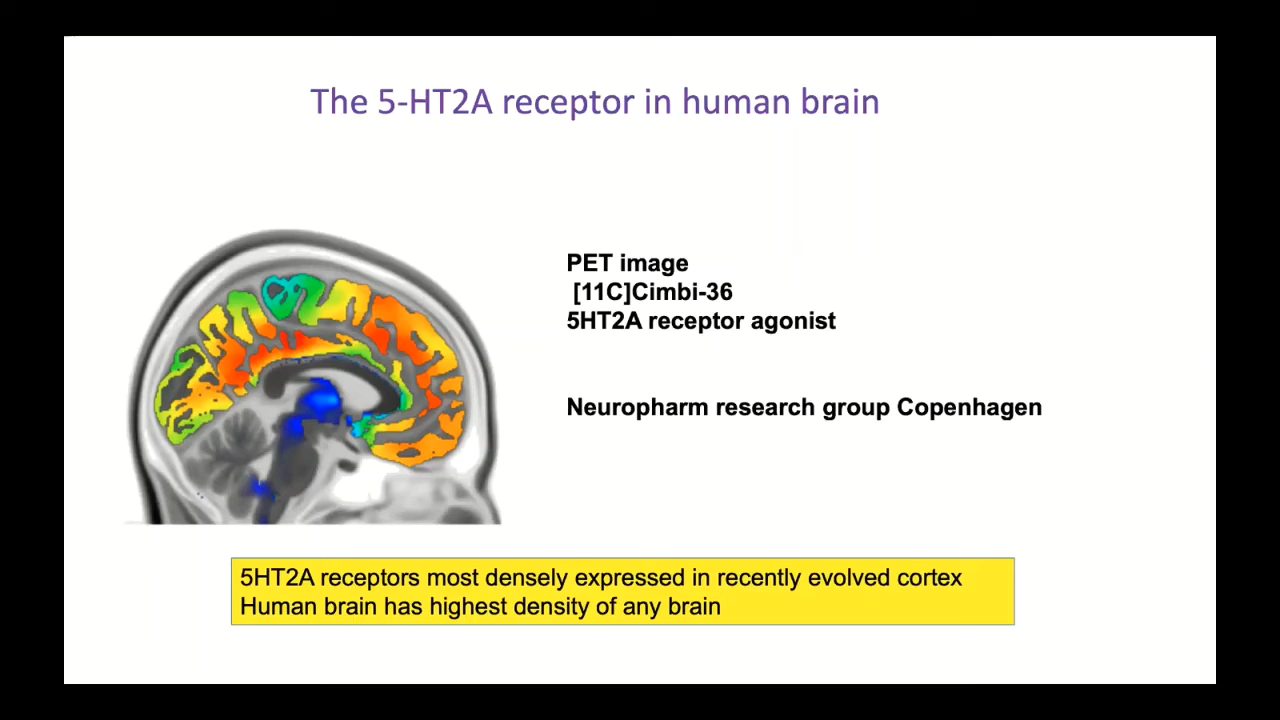 The 5-HT2A receptor in human brain
PET image
[11C]Cimbi-36
5HT2A receptor agonist
Neuropharm research group Copenhagen
5HT2A receptors most densely expressed in recently evolved cortex
Human brain has highest density of any brain